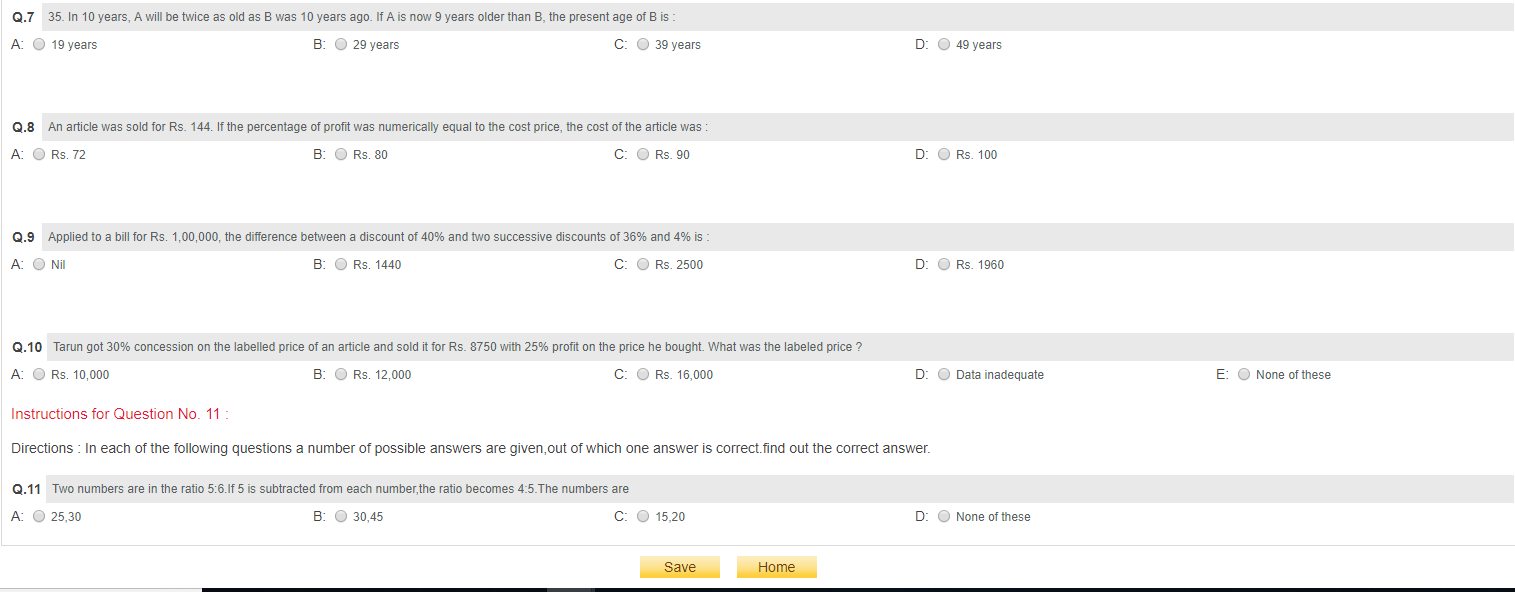 Q.7 35. In 10 years, A will be twice as old as B was 10 years ago. If A is now 9 years older than B, the present age of B is :
A: 19 years B: 29 years C: 39 years D: 49 years
Q.8 An article was sold for Rs. 144. If the percentage of profit was numerically equal to the cost price, the cost of the article was :
A: Rs. 72 B: Rs. 80 C: Rs. 90 D: Rs. 100
Q.9 Applied to a bill for Rs. 1,00,000, the difference between a discount of 40% and two successive discounts of 36% and 4% is :
A: Nil B: Rs. 1440 C: Rs. 2500 D: Rs. 1960
Q.10 Tarun got 30% concession on the labelled price of an article and sold it for Rs. 8750 with 25% profit on the price he bought. What was the labeled price ?
A: Rs. 10,000 B: Rs. 12,000 C: Rs. 16,000 D: Data inadequate E: None of these
Instructions for Question No. 11 :
Directions : In each of the following questions a number of possible answers are given,out of which one answer is correct.find out the correct answer.
Q.11 Two numbers are in the ratio 5:6.If 5 is subtracted from each number,the ratio becomes 4:5.The numbers are
A: 25,30 B: 30,45 C: 15,20 D: None of these
Save Home